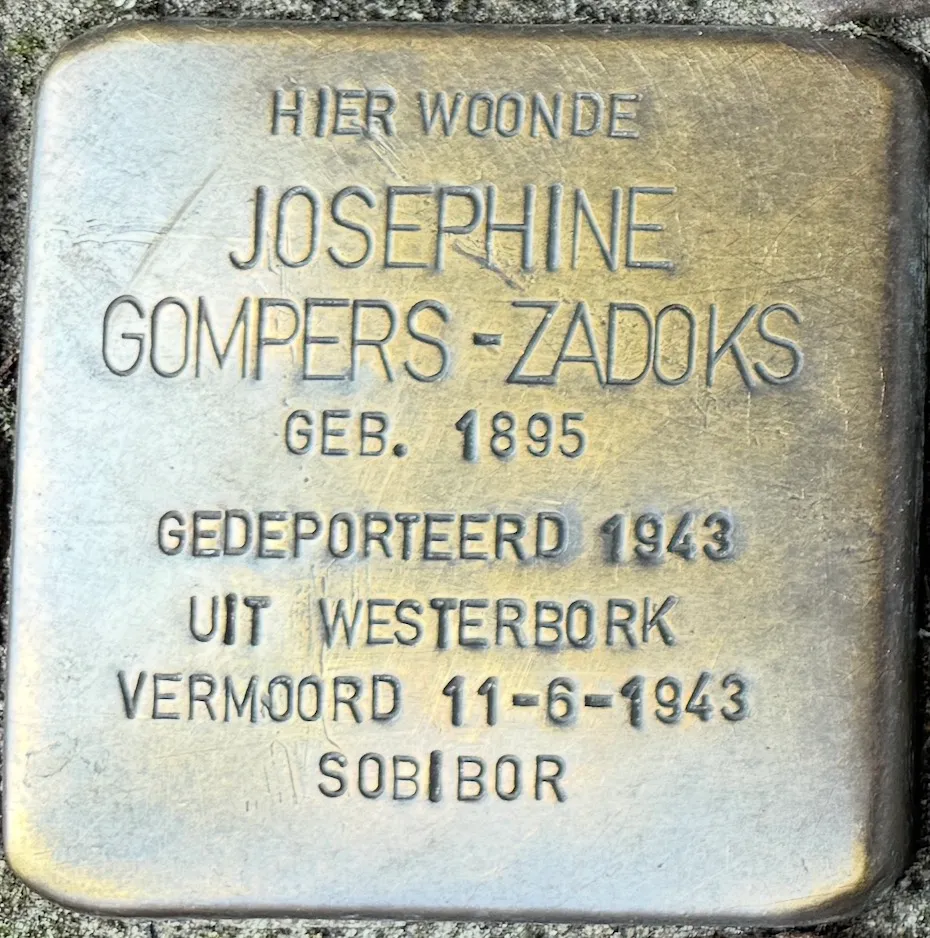 HIER WOONDE
JOSEPHINE
GOMPERS-ZADOKS
GEB. 1895
GEDEPORTEERD 1943
UIT WESTERBORK
VERMOORD 11-6-1943
SOBIBOR